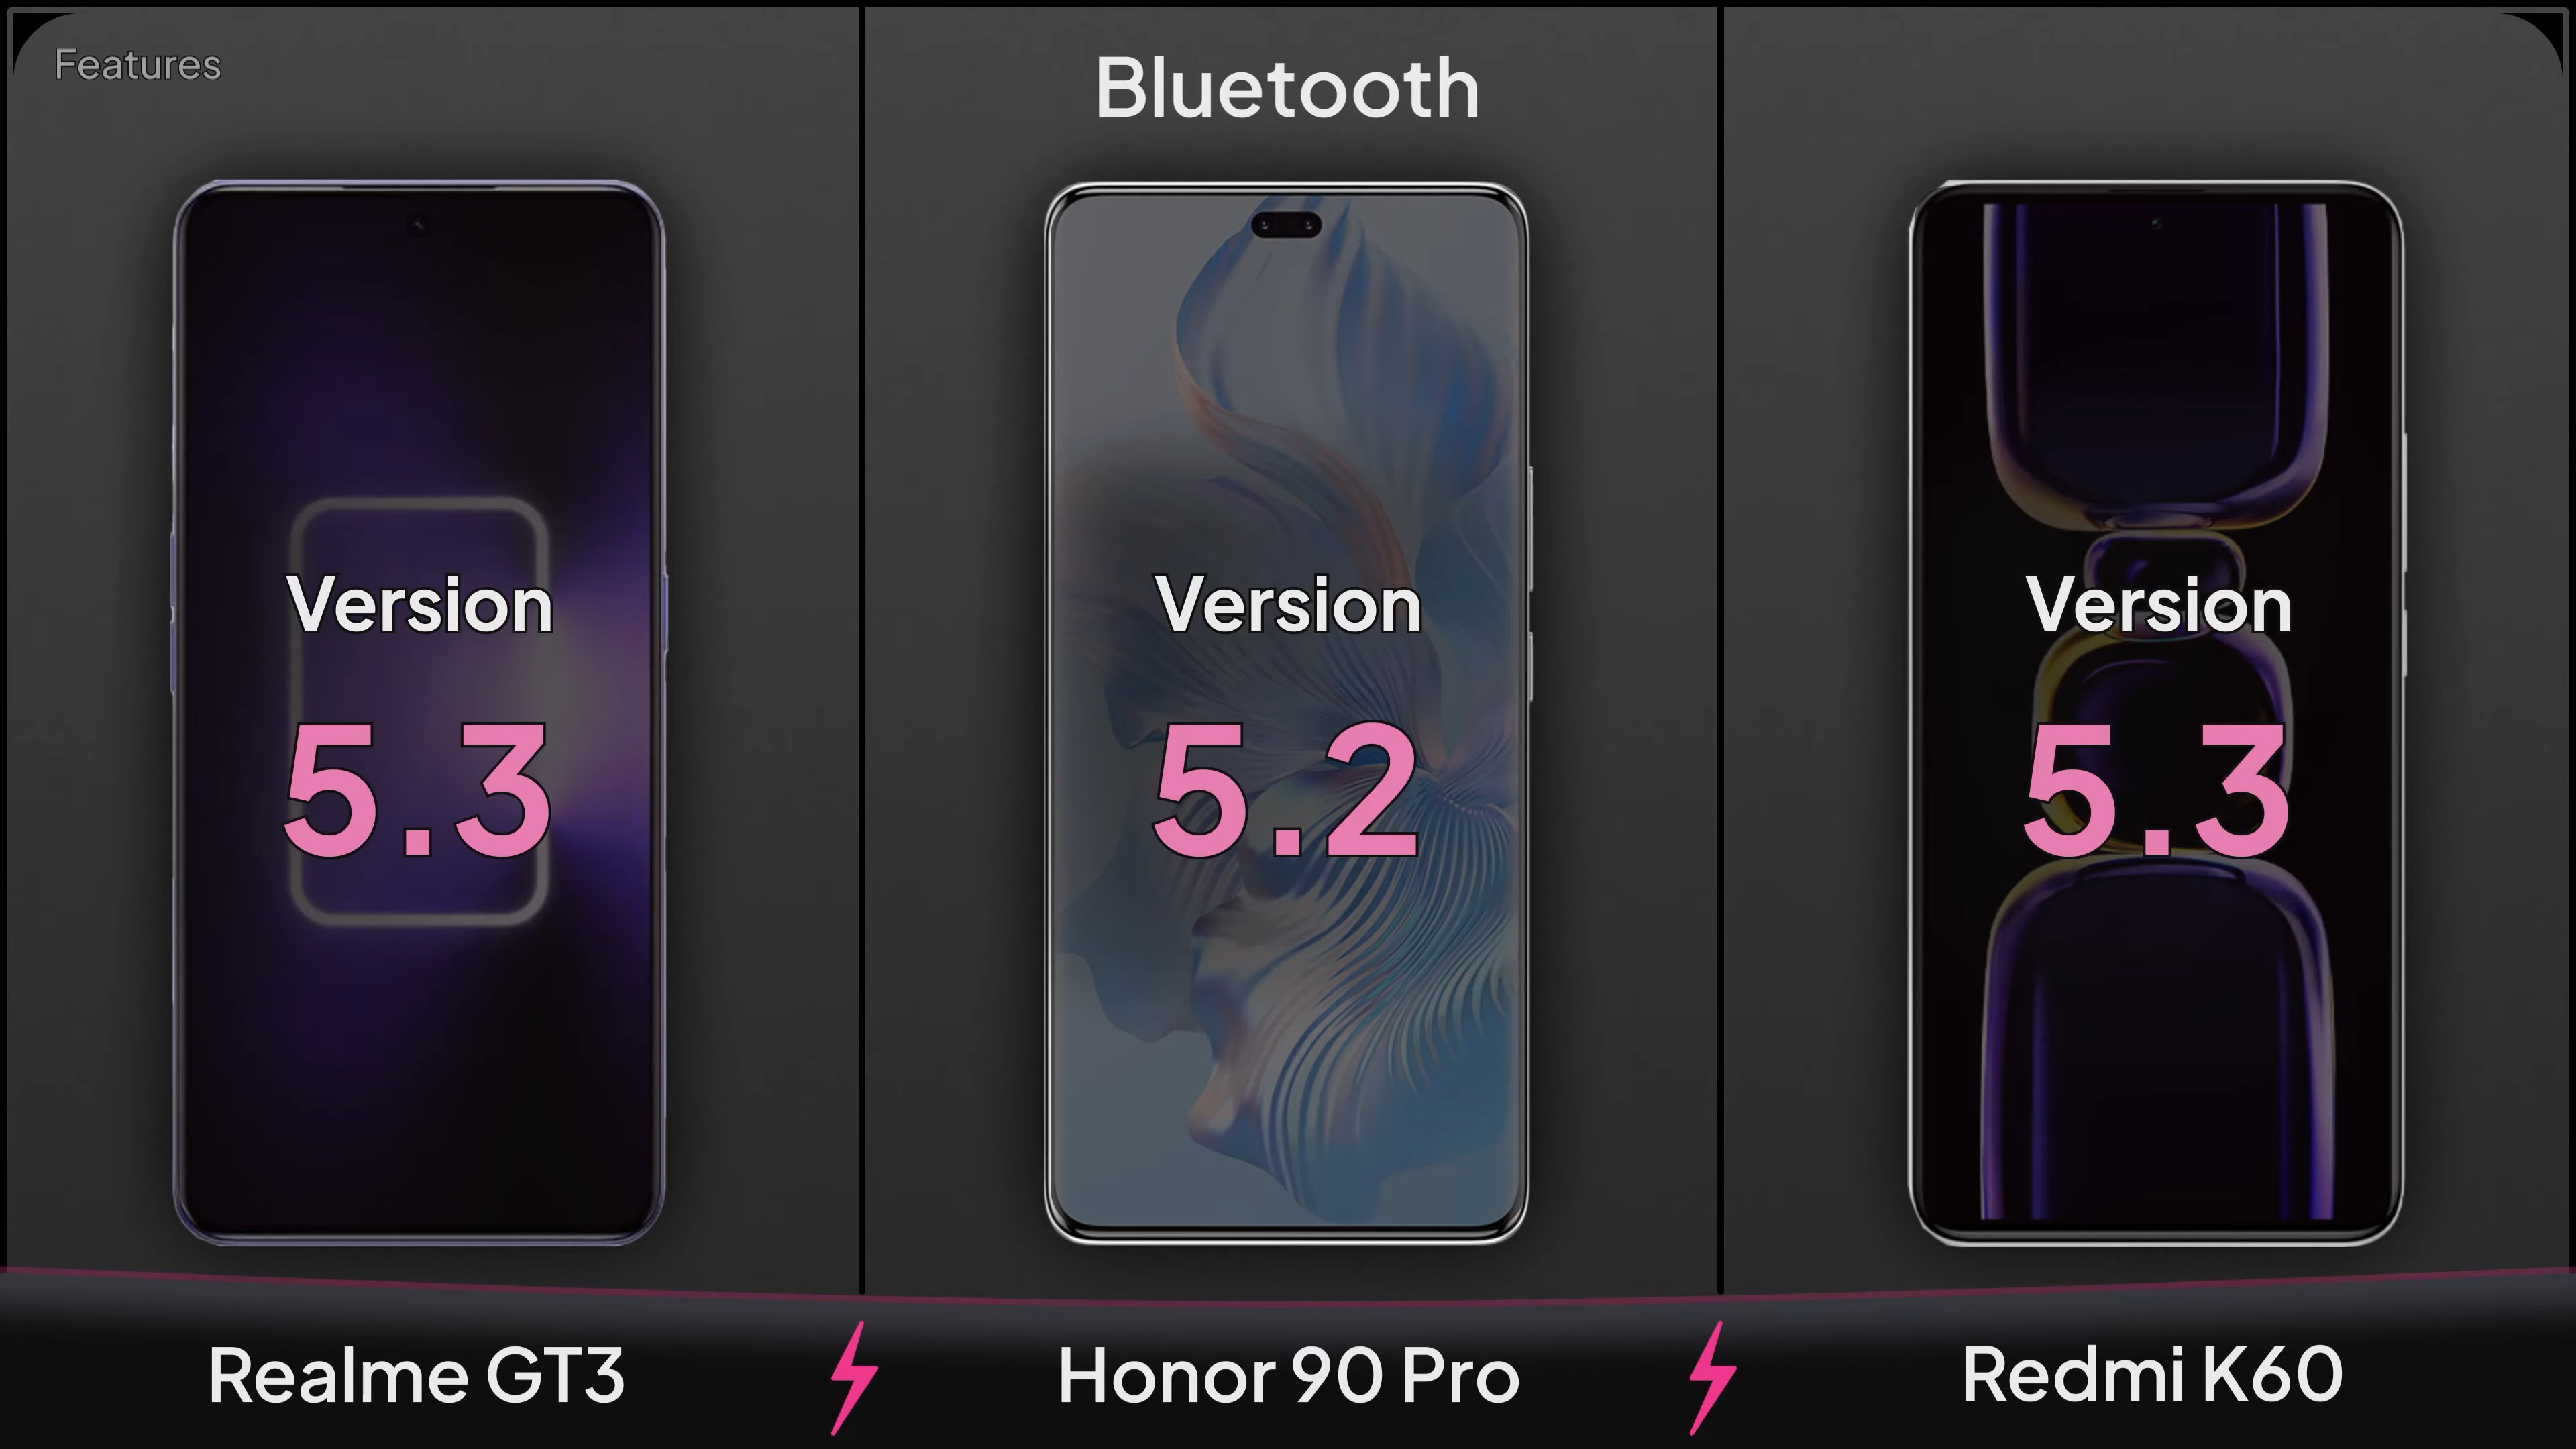 Features
Bluetooth
Version
5.3
Version
5.2
Version
5.3
Realme GT3
Honor 90 Pro
Redmi K60